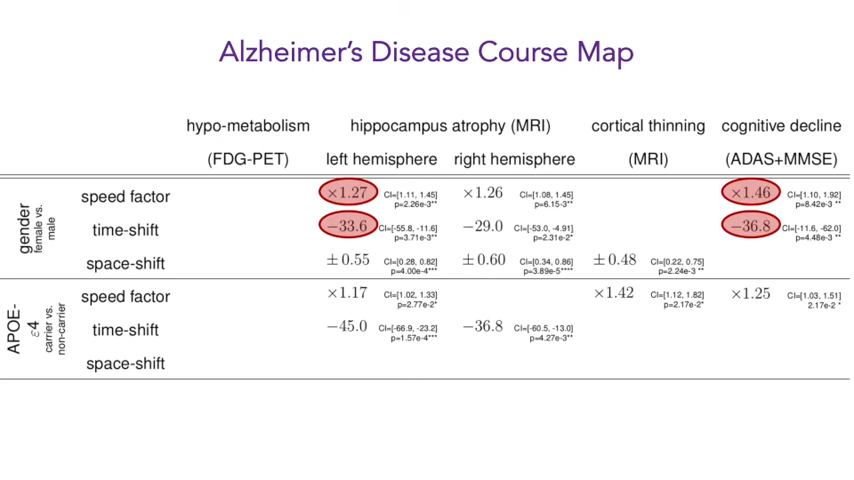 Alzheimer's Disease Course Map
hypo-metabolism hippocampus atrophy (MRI) cortical thinning cognitive decline
(FDG-PET) left hemisphere right hemisphere (MRI) (ADAS+MMSE)
gender
female vs.
male
speed factor ×1.27 CI=[1.11, 1.45] ×1.26 CI=[1.08, 1.45] ×1.46 CI=[1.10, 1.92]
p=2.26e-3** p=6.15-3** p=8.42e-3 **
time-shift −33.6 CI=[-55.8, -11.6] −29.0 CI=[-53.0, -4.91] −36.8 CI=[-11.6, -62.0]
p=3.71e-3** p=2.31e-2* p=4.48e-3 **
space-shift ±0.55 CI=[0.28, 0.82] ±0.60 CI=[0.34, 0.86] ±0.48 CI=[0.22, 0.75]
p=4.00e-4*** p=3.89e-5**** p=2.24e-3 **
APOE-
ε4
carrier vs.
non-carrier
speed factor ×1.17 CI=[1.02, 1.33] ×1.42 CI=[1.12, 1.82] ×1.25 CI=[1.03, 1.51]
p=2.77e-2* p=2.17e-2* 2.17e-2 *
time-shift −45.0 CI=[-66.9, -23.2] −36.8 CI=[-60.5, -13.0]
p=1.57e-4*** p=4.27e-3**
space-shift